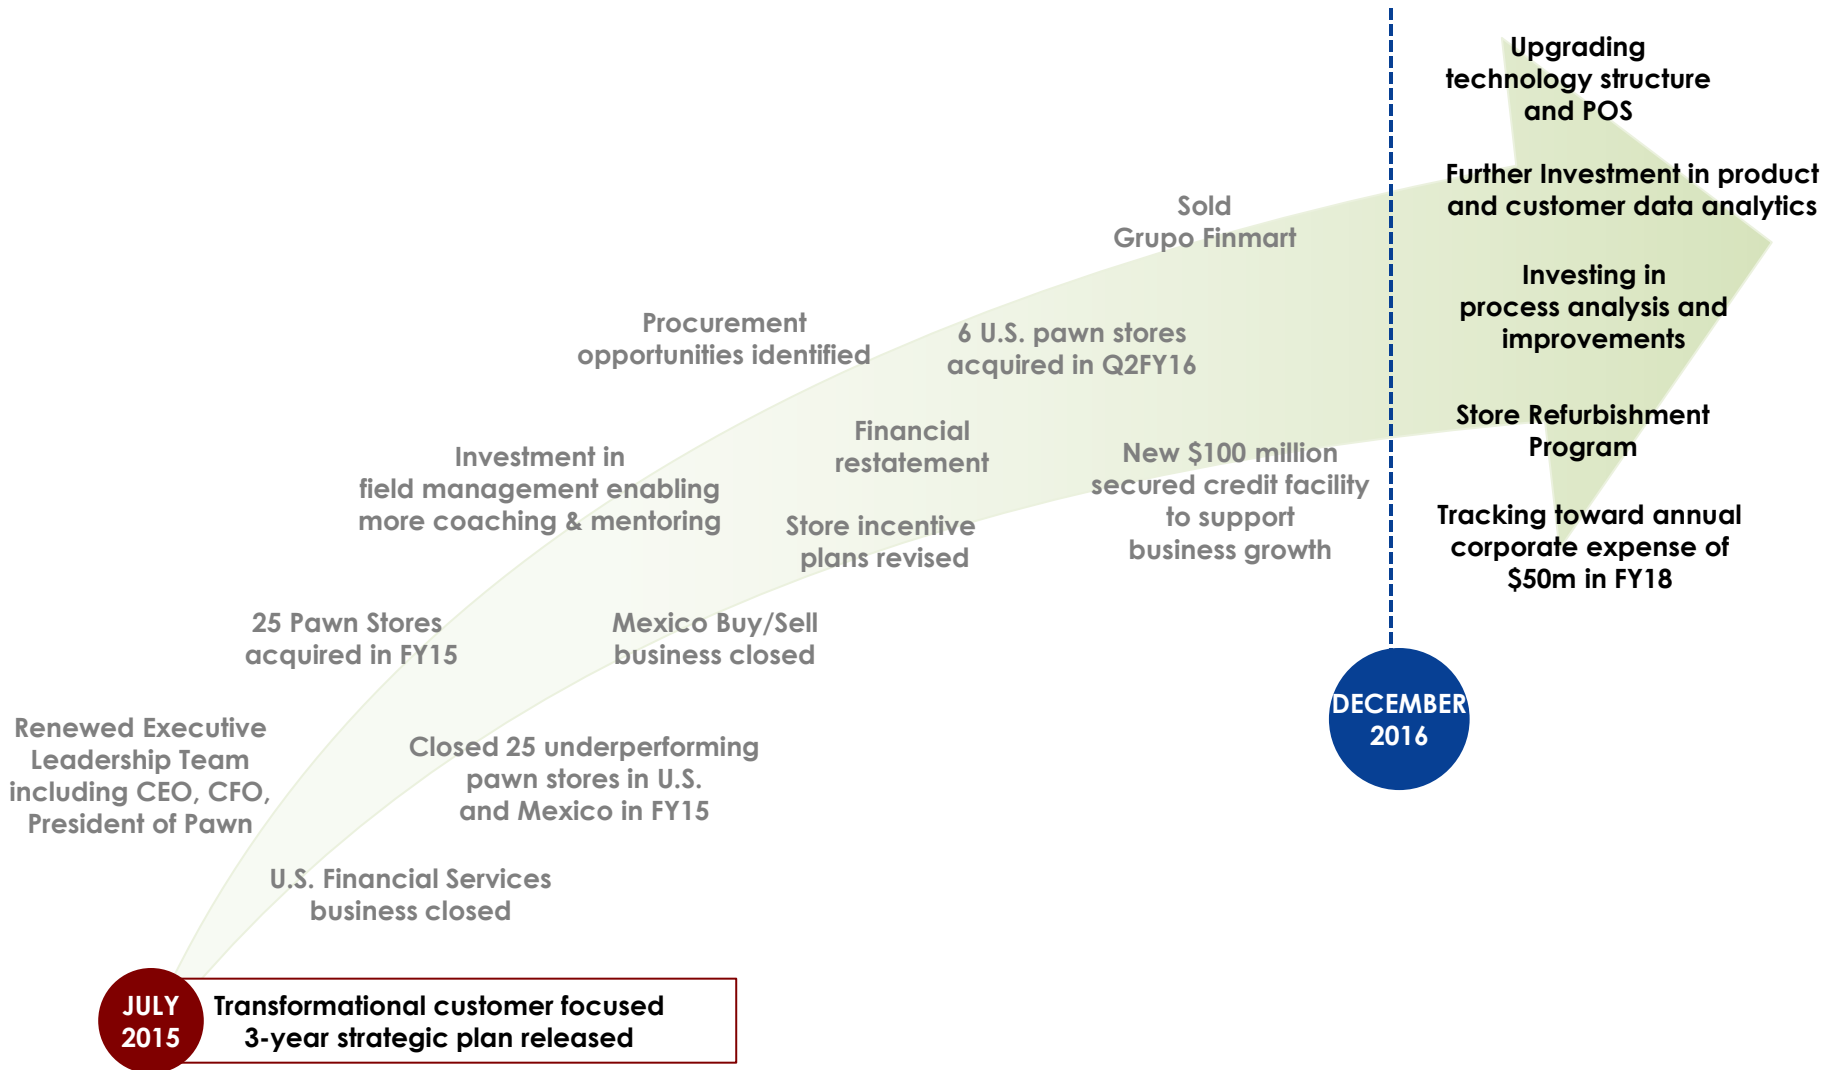 Upgrading
technology structure
and POS
Further Investment in product
and customer data analytics
Sold
Grupo Finmart
Investing in
process analysis and
improvements
Procurement
opportunities identified
6 U.S. pawn stores
acquired in Q2FY16
Store Refurbishment
Program
Financial
restatement
New $100 million
secured credit facility
to support
business growth
Investment in
field management enabling
more coaching & mentoring
Tracking toward annual
corporate expense of
$50m in FY18
Store incentive
plans revised
25 Pawn Stores
acquired in FY15
Mexico Buy/Sell
business closed
DECEMBER
2016
Renewed Executive
Leadership Team
including CEO, CFO,
President of Pawn
Closed 25 underperforming
pawn stores in U.S.
and Mexico in FY15
U.S. Financial Services
business closed
JULY
2015
Transformational customer focused
3-year strategic plan released